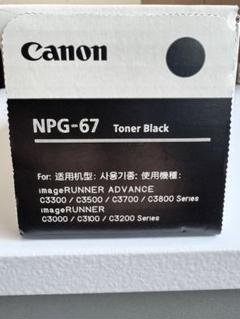 Canon
NPG-67 Toner Black
For: 适用机型: 사용기종: 使用機種:
imageRUNNER ADVANCE
C3300 / C3500 / C3700 / C3800 Series
imageRUNNER
C3000 / C3100 / C3200 Series